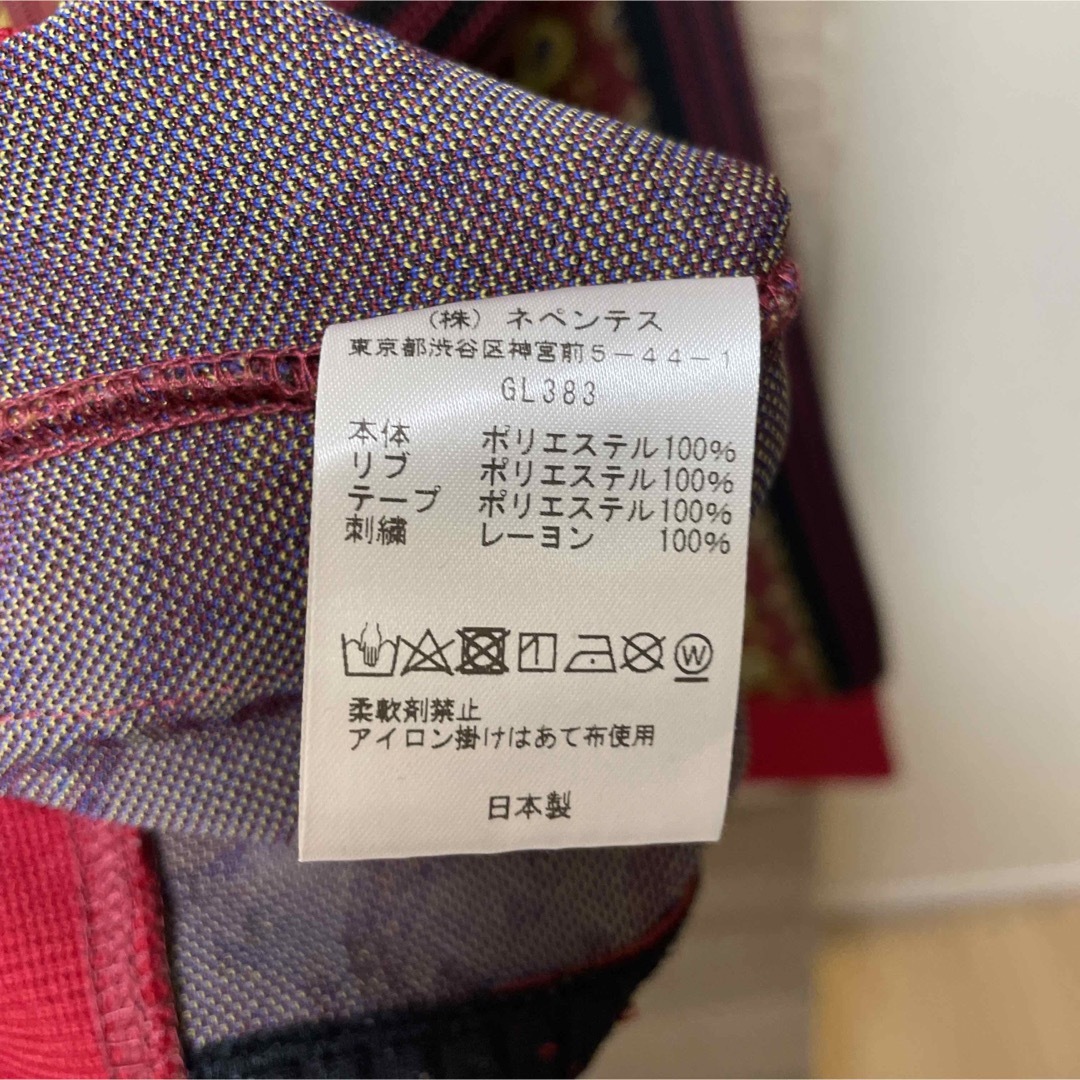 (株) ネペンテス
東京都渋谷区神宮前5-44-1
GL383
本体 ポリエステル100%
リブ ポリエステル100%
テープ ポリエステル100%
刺繍 レーヨン 100%
W
柔軟剤禁止
アイロン掛けはあて布使用
日本製